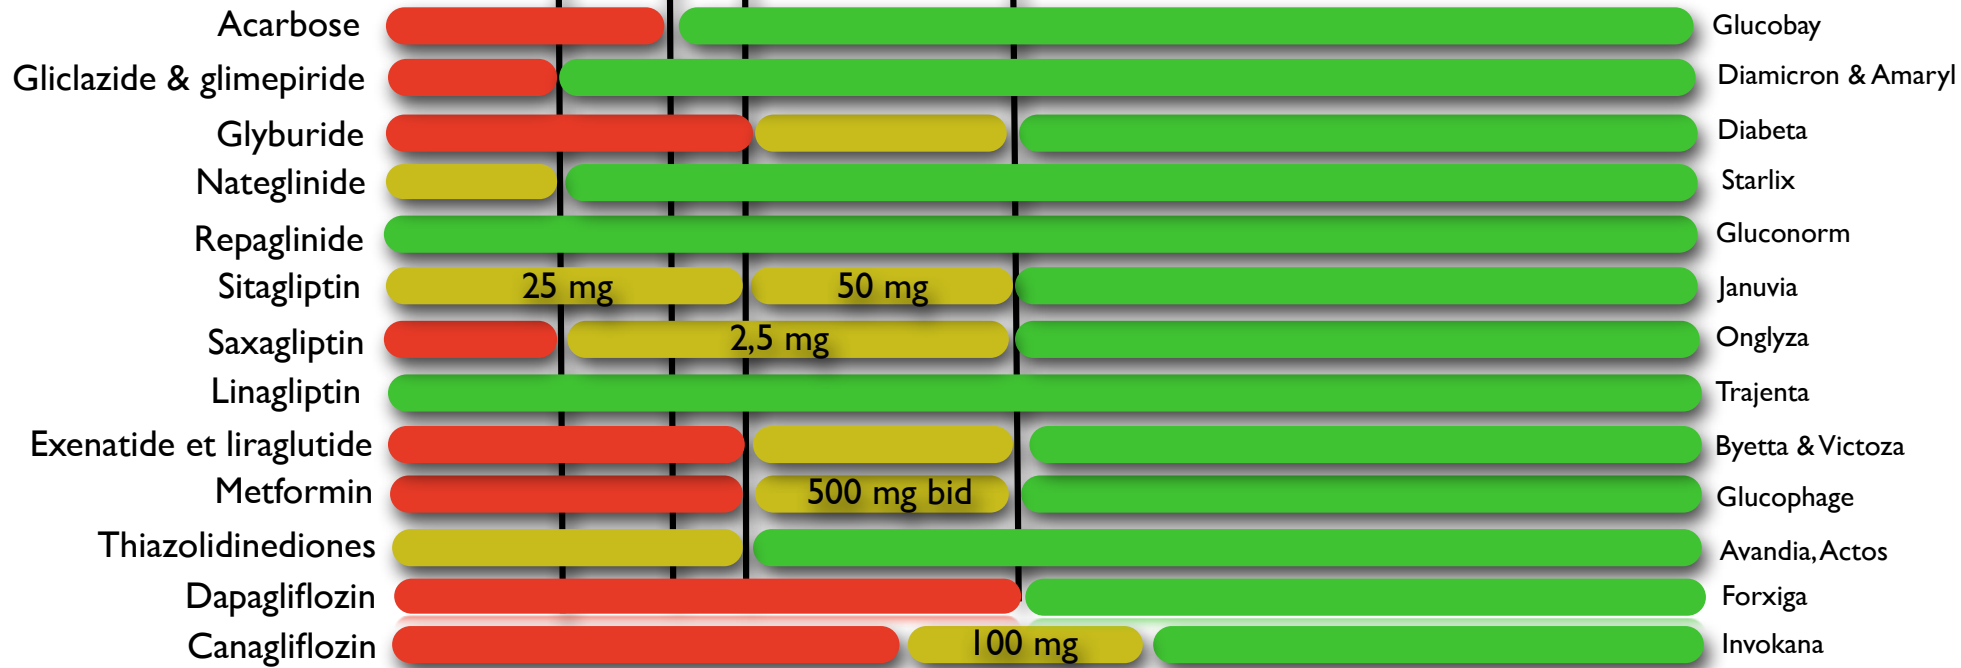 Acarbose Glucobay
Gliclazide & glimepiride Diamicron & Amaryl
Glyburide Diabeta
Nateglinide Starlix
Repaglinide Gluconorm
Sitagliptin 25 mg 50 mg Januvia
Saxagliptin 2,5 mg Onglyza
Linagliptin Trajenta
Exenatide et liraglutide Byetta & Victoza
Metformin 500 mg bid Glucophage
Thiazolidinediones Avandia, Actos
Dapagliflozin Forxiga
Canagliflozin 100 mg Invokana